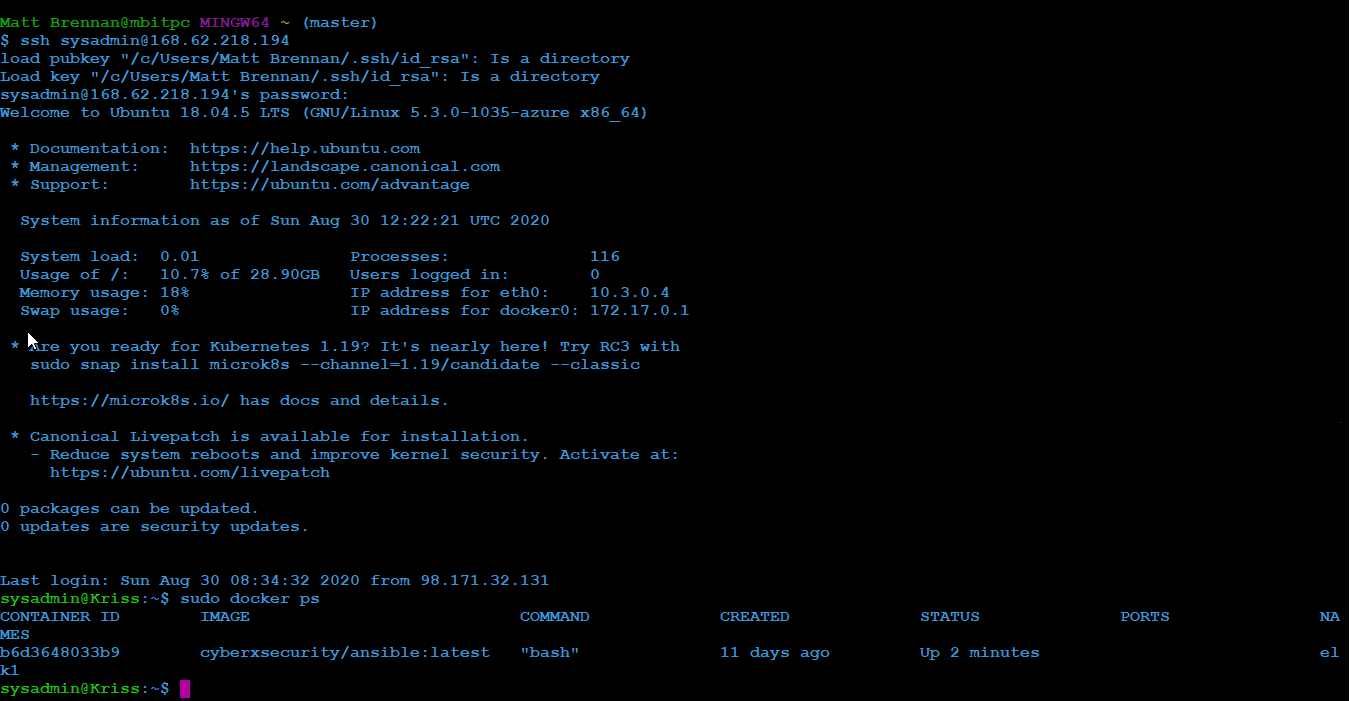 Matt Brennan@mbitpc MINGW64 ~ (master)
$ ssh sysadmin@168.62.218.194
load pubkey "/c/Users/Matt Brennan/.ssh/id_rsa": Is a directory
Load key "/c/Users/Matt Brennan/.ssh/id_rsa": Is a directory
sysadmin@168.62.218.194's password:
Welcome to Ubuntu 18.04.5 LTS (GNU/Linux 5.3.0-1035-azure x86_64)
 * Documentation:  https://help.ubuntu.com
 * Management:     https://landscape.canonical.com
 * Support:        https://ubuntu.com/advantage
  System information as of Sun Aug 30 12:22:21 UTC 2020
  System load:  0.01               Processes:              116
  Usage of /:   10.7% of 28.90GB   Users logged in:        0
  Memory usage: 18%                IP address for eth0:    10.3.0.4
  Swap usage:   0%                 IP address for docker0: 172.17.0.1
 * Are you ready for Kubernetes 1.19? It's nearly here! Try RC3 with
   sudo snap install microk8s --channel=1.19/candidate --classic
   https://microk8s.io/ has docs and details.
 * Canonical Livepatch is available for installation.
   - Reduce system reboots and improve kernel security. Activate at:
     https://ubuntu.com/livepatch
0 packages can be updated.
0 updates are security updates.
Last login: Sun Aug 30 08:34:32 2020 from 98.171.32.131
sysadmin@Kriss:~$ sudo docker ps
CONTAINER ID        IMAGE                           COMMAND             CREATED             STATUS              PORTS               NA
MES
b6d3648033b9        cyberxsecurity/ansible:latest   "bash"              11 days ago         Up 2 minutes                            el
k1
sysadmin@Kriss:~$